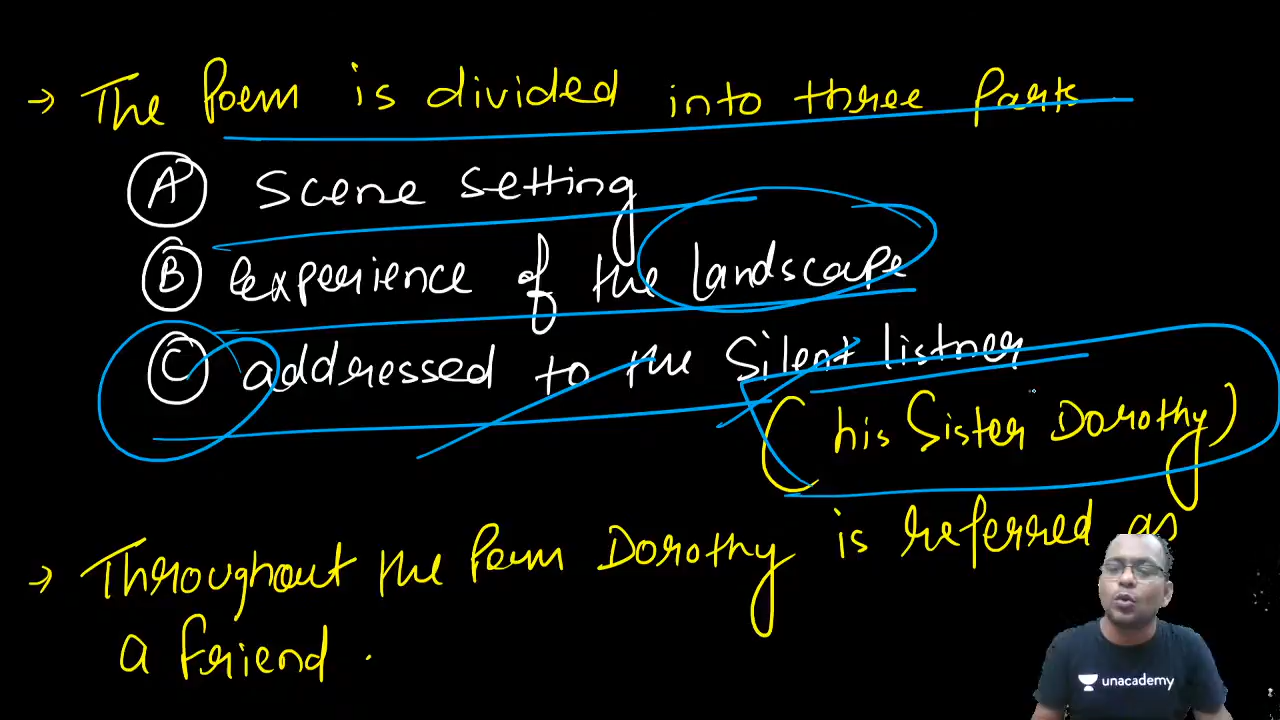 → The Poem is divided into three Parts.
A Scene setting
B experience of the landscape
C addressed to the Silent listner
(his Sister Dorothy)
→ Throughout the Poem Dorothy is referred as
a friend.
unacademy